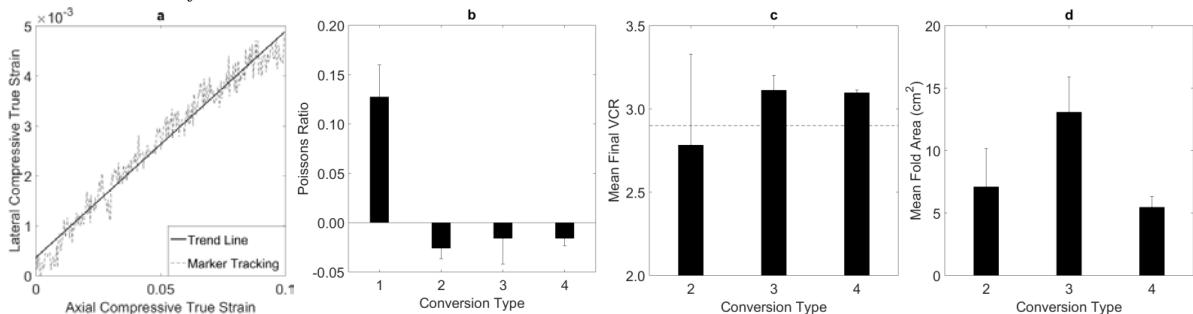 a
×10⁻³
5
4
3
2
1
0
0
0.05
0.1
Lateral Compressive True Strain
Axial Compressive True Strain
Trend Line
Marker Tracking
b
0.20
0.15
0.10
0.05
0.00
-0.05
1
2
3
4
Poissons Ratio
Conversion Type
c
3.5
3.0
2.5
2.0
2
3
4
Mean Final VCR
Conversion Type
d
20
15
10
5
0
2
3
4
Mean Fold Area (cm²)
Conversion Type